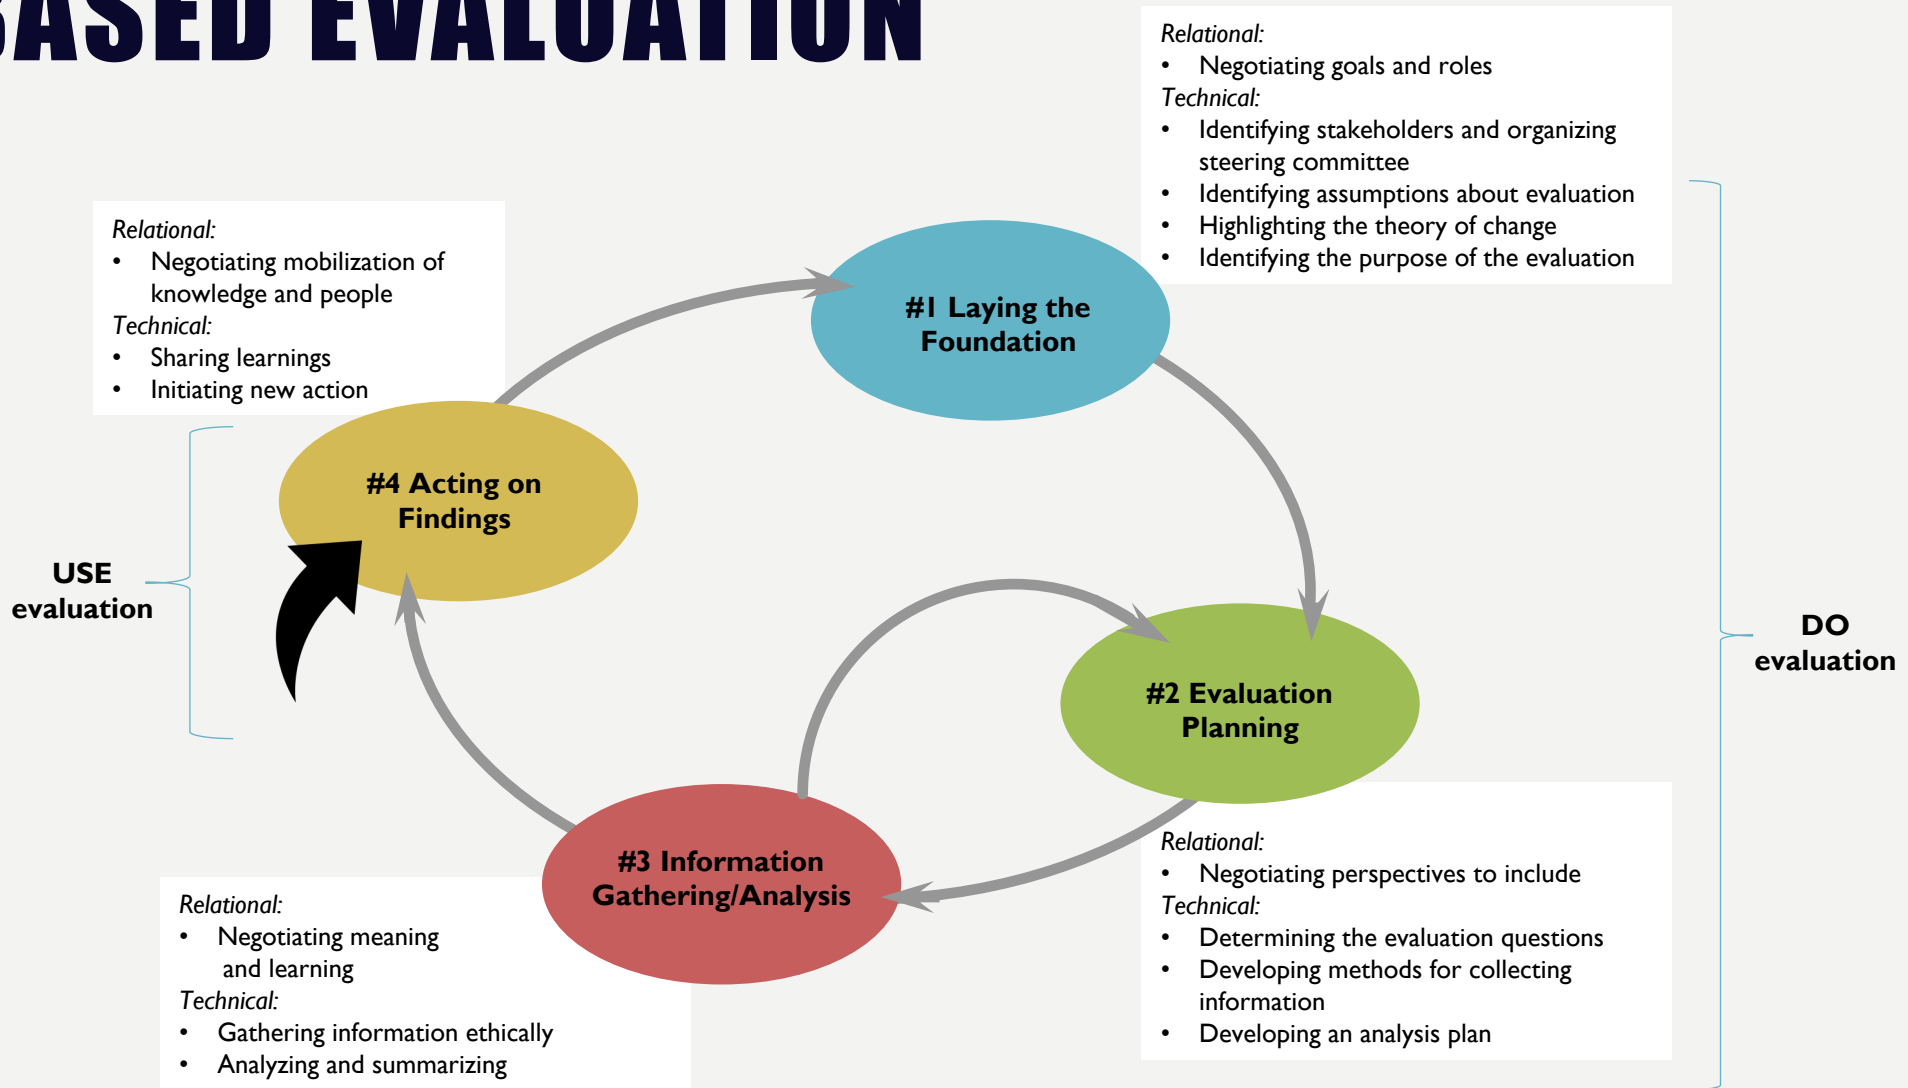 BASED EVALUATION
Relational:
• Negotiating goals and roles
Technical:
• Identifying stakeholders and organizing
steering committee
• Identifying assumptions about evaluation
• Highlighting the theory of change
• Identifying the purpose of the evaluation
Relational:
• Negotiating mobilization of
knowledge and people
Technical:
• Sharing learnings
• Initiating new action
#1 Laying the
Foundation
#4 Acting on
Findings
USE
evaluation
DO
evaluation
#2 Evaluation
Planning
#3 Information
Gathering/Analysis
Relational:
• Negotiating perspectives to include
Technical:
• Determining the evaluation questions
• Developing methods for collecting
information
• Developing an analysis plan
Relational:
• Negotiating meaning
and learning
Technical:
• Gathering information ethically
• Analyzing and summarizing